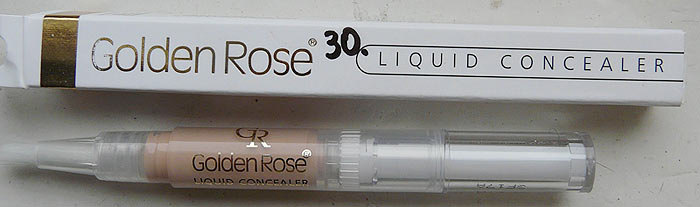 Golden Rose® 30. LIQUID CONCEALER
GR
Golden Rose®
LIQUID CONCEALER